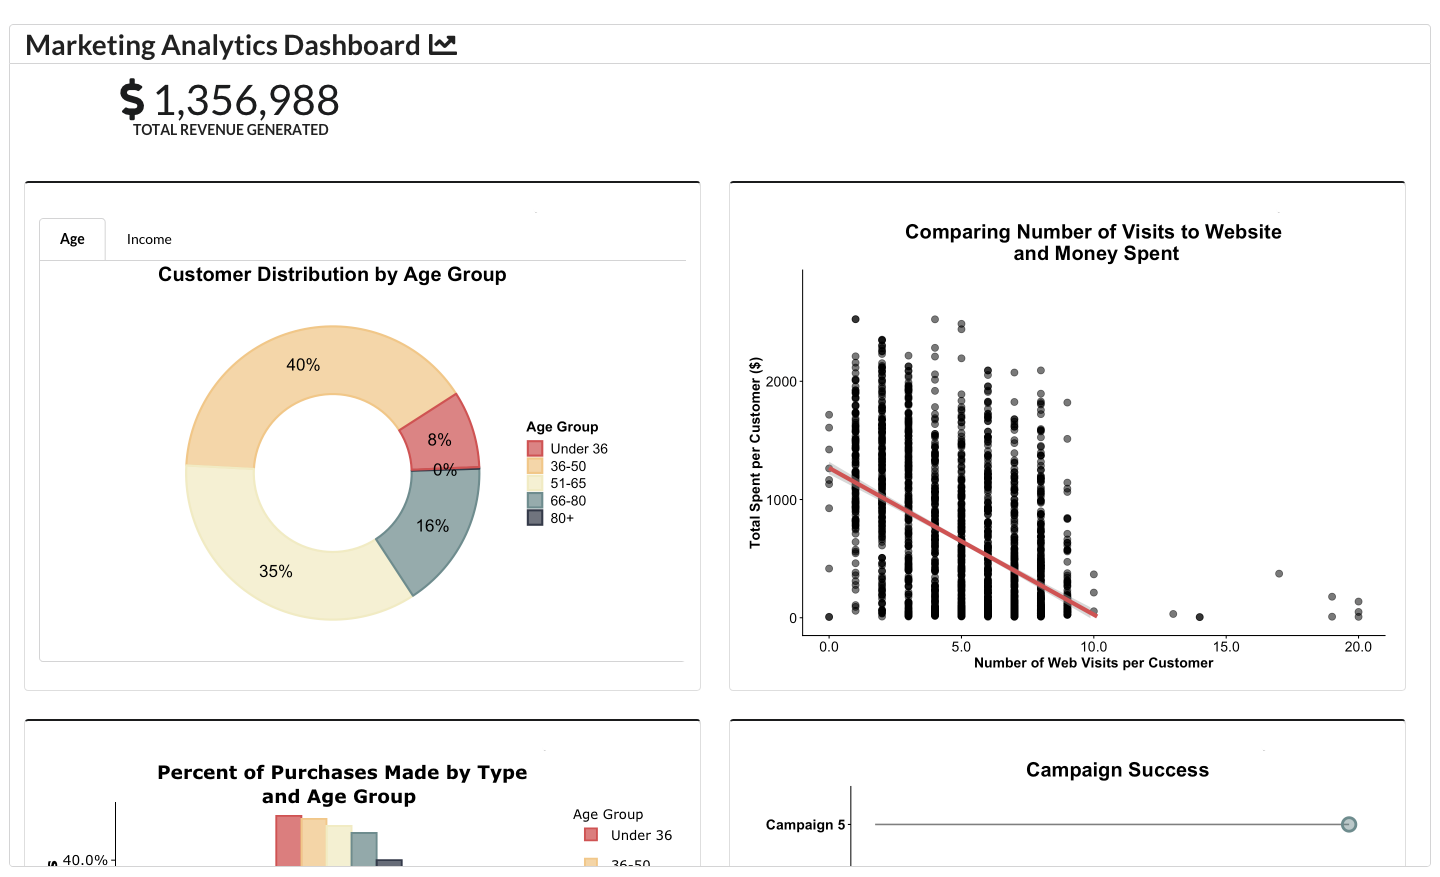 Marketing Analytics Dashboard
$ 1,356,988
TOTAL REVENUE GENERATED
Age
Income
Customer Distribution by Age Group
40%
8%
0%
16%
35%
Age Group
Under 36
36-50
51-65
66-80
80+
Comparing Number of Visits to Website
and Money Spent
Total Spent per Customer ($)
2000
1000
0
0.0 5.0 10.0 15.0 20.0
Number of Web Visits per Customer
Percent of Purchases Made by Type
and Age Group
40.0%
Age Group
Under 36
36-50
Campaign Success
Campaign 5